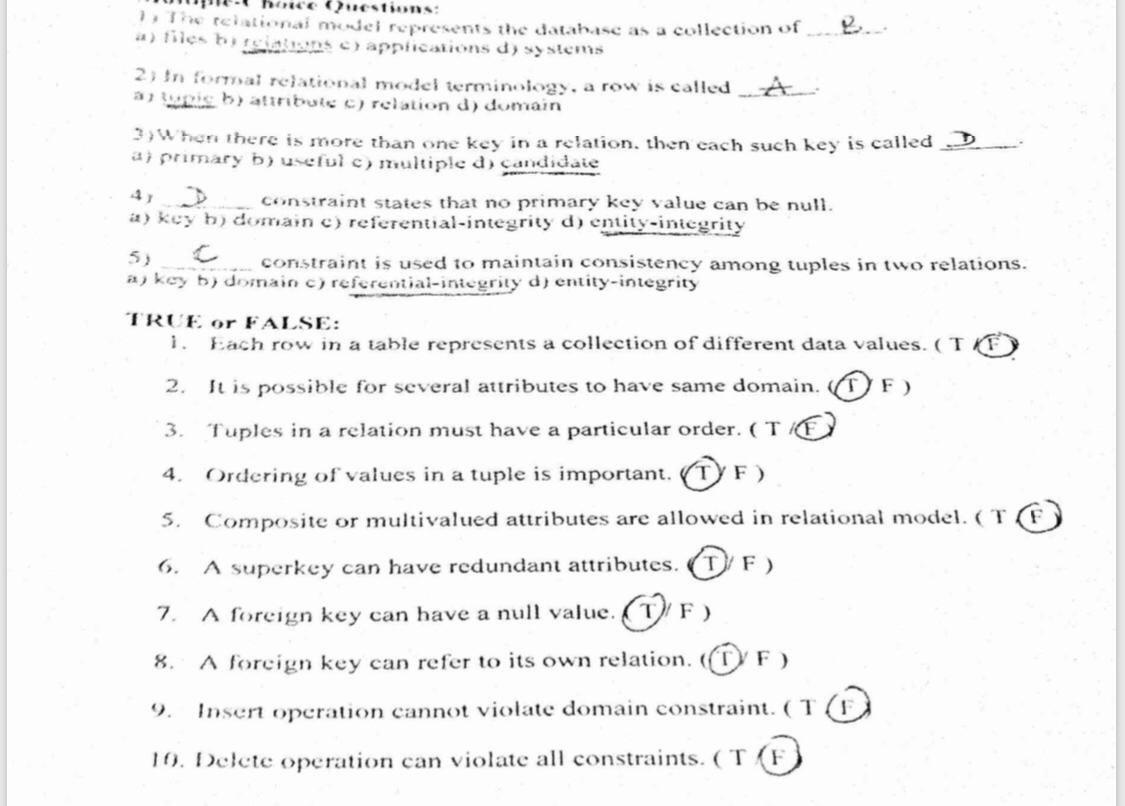 Multiple-Choice Questions:
1) The relational model represents the database as a collection of __B__.
a) files b) relations c) applications d) systems
2) In formal relational model terminology, a row is called __A__.
a) tuple b) attribute c) relation d) domain
3)When there is more than one key in a relation, then each such key is called __D__.
a) primary b) useful c) multiple d) candidate
4) __D__ constraint states that no primary key value can be null.
a) key b) domain c) referential-integrity d) entity-integrity
5) __C__ constraint is used to maintain consistency among tuples in two relations.
a) key b) domain c) referential-integrity d) entity-integrity
TRUE or FALSE:
1. Each row in a table represents a collection of different data values. ( T / F )
2. It is possible for several attributes to have same domain. ( T / F )
3. Tuples in a relation must have a particular order. ( T / F )
4. Ordering of values in a tuple is important. ( T / F )
5. Composite or multivalued attributes are allowed in relational model. ( T / F )
6. A superkey can have redundant attributes. ( T / F )
7. A foreign key can have a null value. ( T / F )
8. A foreign key can refer to its own relation. ( T / F )
9. Insert operation cannot violate domain constraint. ( T / F )
10. Delete operation can violate all constraints. ( T / F )